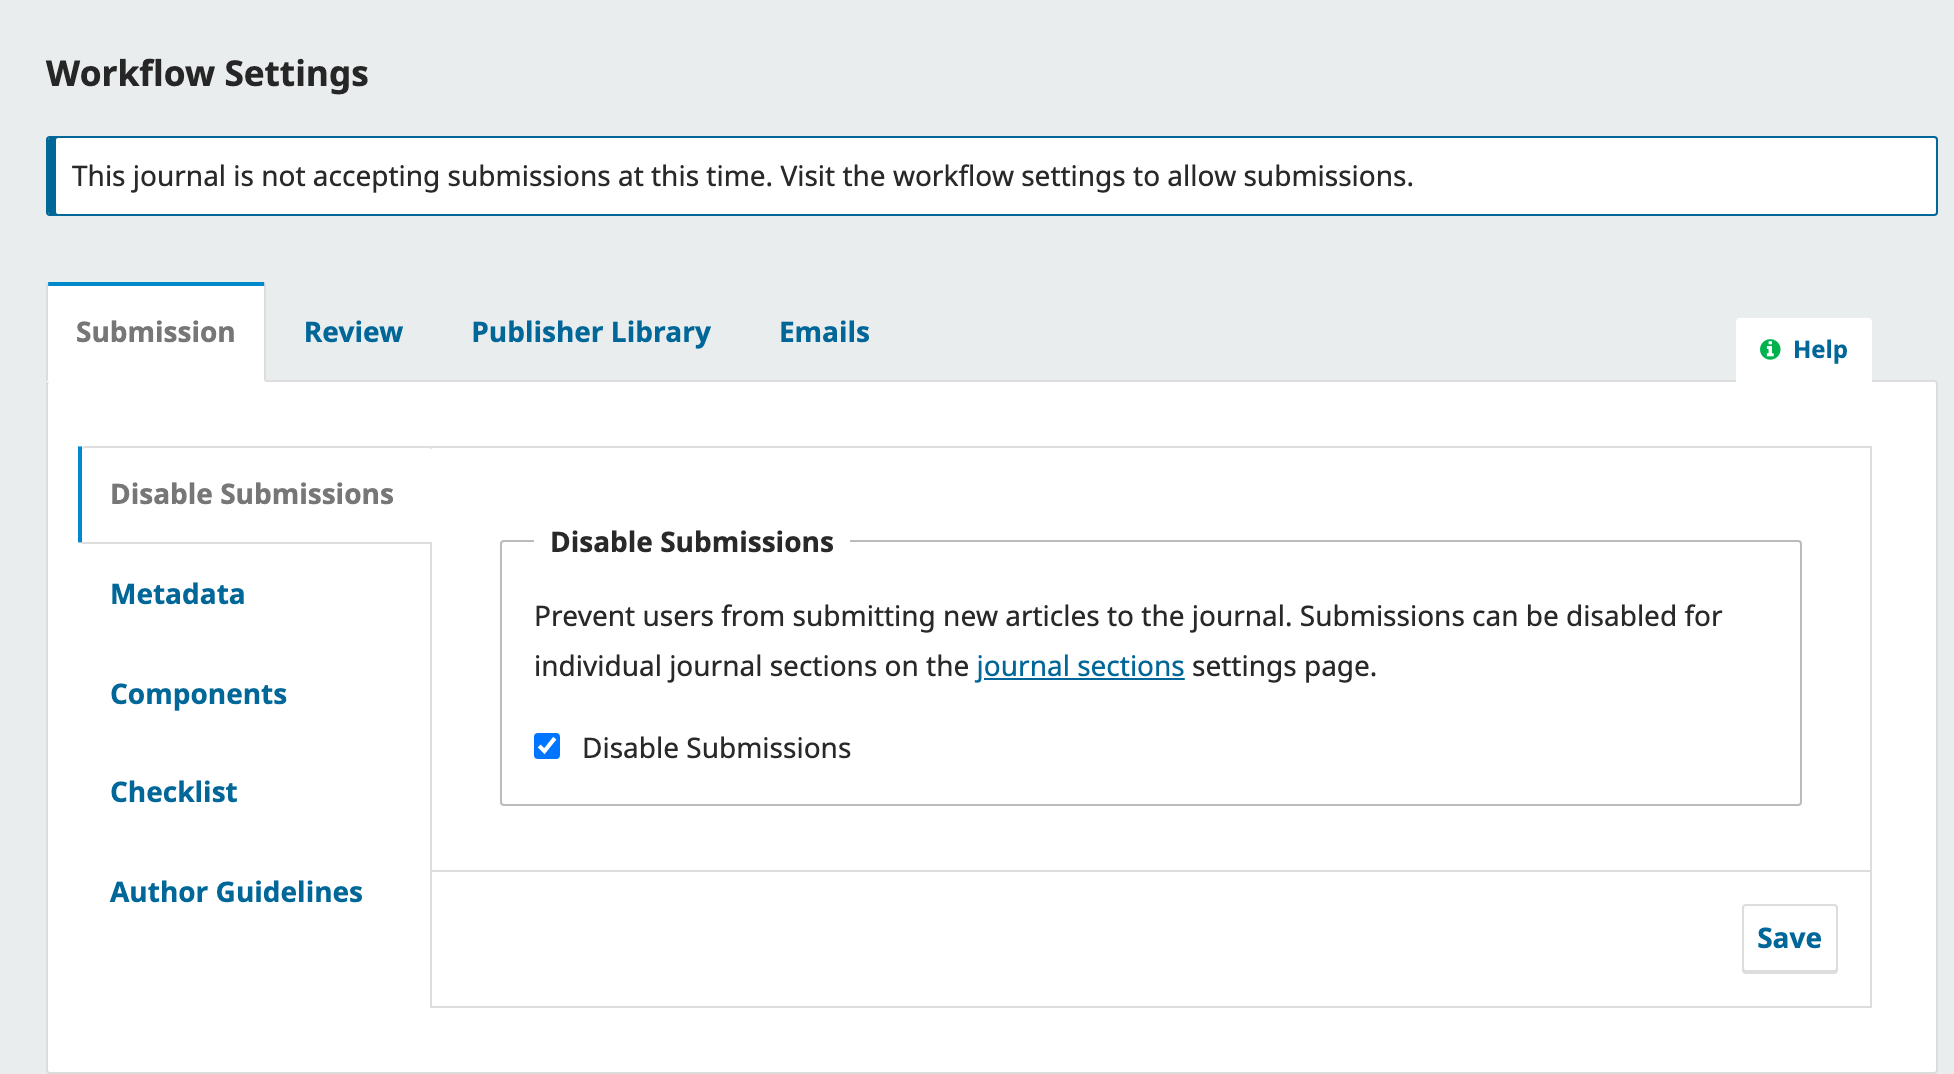 Workflow Settings
This journal is not accepting submissions at this time. Visit the workflow settings to allow submissions.
Submission
Review
Publisher Library
Emails
Help
Disable Submissions
Metadata
Components
Checklist
Author Guidelines
Disable Submissions
Prevent users from submitting new articles to the journal. Submissions can be disabled for
individual journal sections on the journal sections settings page.
Disable Submissions
Save